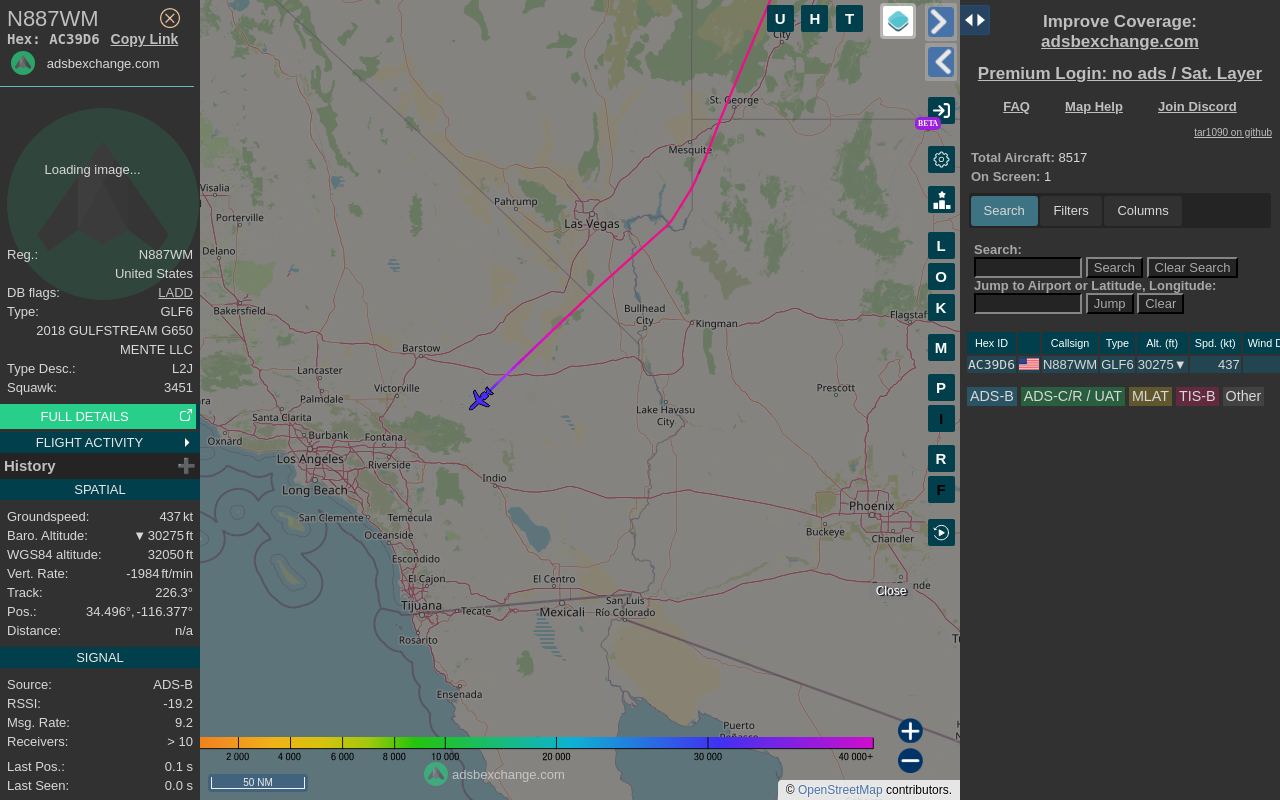 N887WM
Hex: AC39D6 Copy Link
adsbexchange.com
Loading image...
Reg.: N887WM
United States
DB flags: LADD
Type: GLF6
2018 GULFSTREAM G650
MENTE LLC
Type Desc.: L2J
Squawk: 3451
FULL DETAILS
FLIGHT ACTIVITY
History
SPATIAL
Groundspeed: 437 kt
Baro. Altitude: ▼ 30275 ft
WGS84 altitude: 32050 ft
Vert. Rate: -1984 ft/min
Track: 226.3°
Pos.: 34.496°, -116.377°
Distance: n/a
SIGNAL
Source: ADS-B
RSSI: -19.2
Msg. Rate: 9.2
Receivers: > 10
Last Pos.: 0.1 s
Last Seen: 0.0 s
U H T
City
St. George
BETA
Mesquite
Visalia
Pahrump
Porterville
Las Vegas
Delano
L
O
Bakersfield
Bullhead
City
K
Kingman
Flagstaf
Barstow
M
Lancaster
Victorville
Prescott
P
Palmdale
Lake Havasu
City
Santa Clarita
I
Oxnard
Burbank
Fontana
Los Angeles
Riverside
R
Indio
Long Beach
F
Phoenix
San Clemente
Temecula
Buckeye
Oceanside
Chandler
Escondido
El Cajon
El Centro
nde
Close
Tijuana
Tecate
Mexicali
San Luis
Río Colorado
Rosarito
Ensenada
Puerto
Peñasco
2 000 4 000 6 000 8 000 10 000 20 000 30 000 40 000+
adsbexchange.com
50 NM
© OpenStreetMap contributors.
Improve Coverage:
adsbexchange.com
Premium Login: no ads / Sat. Layer
FAQ Map Help Join Discord
tar1090 on github
Total Aircraft: 8517
On Screen: 1
Search Filters Columns
Search:
Search Clear Search
Jump to Airport or Latitude, Longitude:
Jump Clear
Hex ID Callsign Type Alt. (ft) Spd. (kt) Wind D
AC39D6 N887WM GLF6 30275▼ 437
ADS-B ADS-C/R / UAT MLAT TIS-B Other